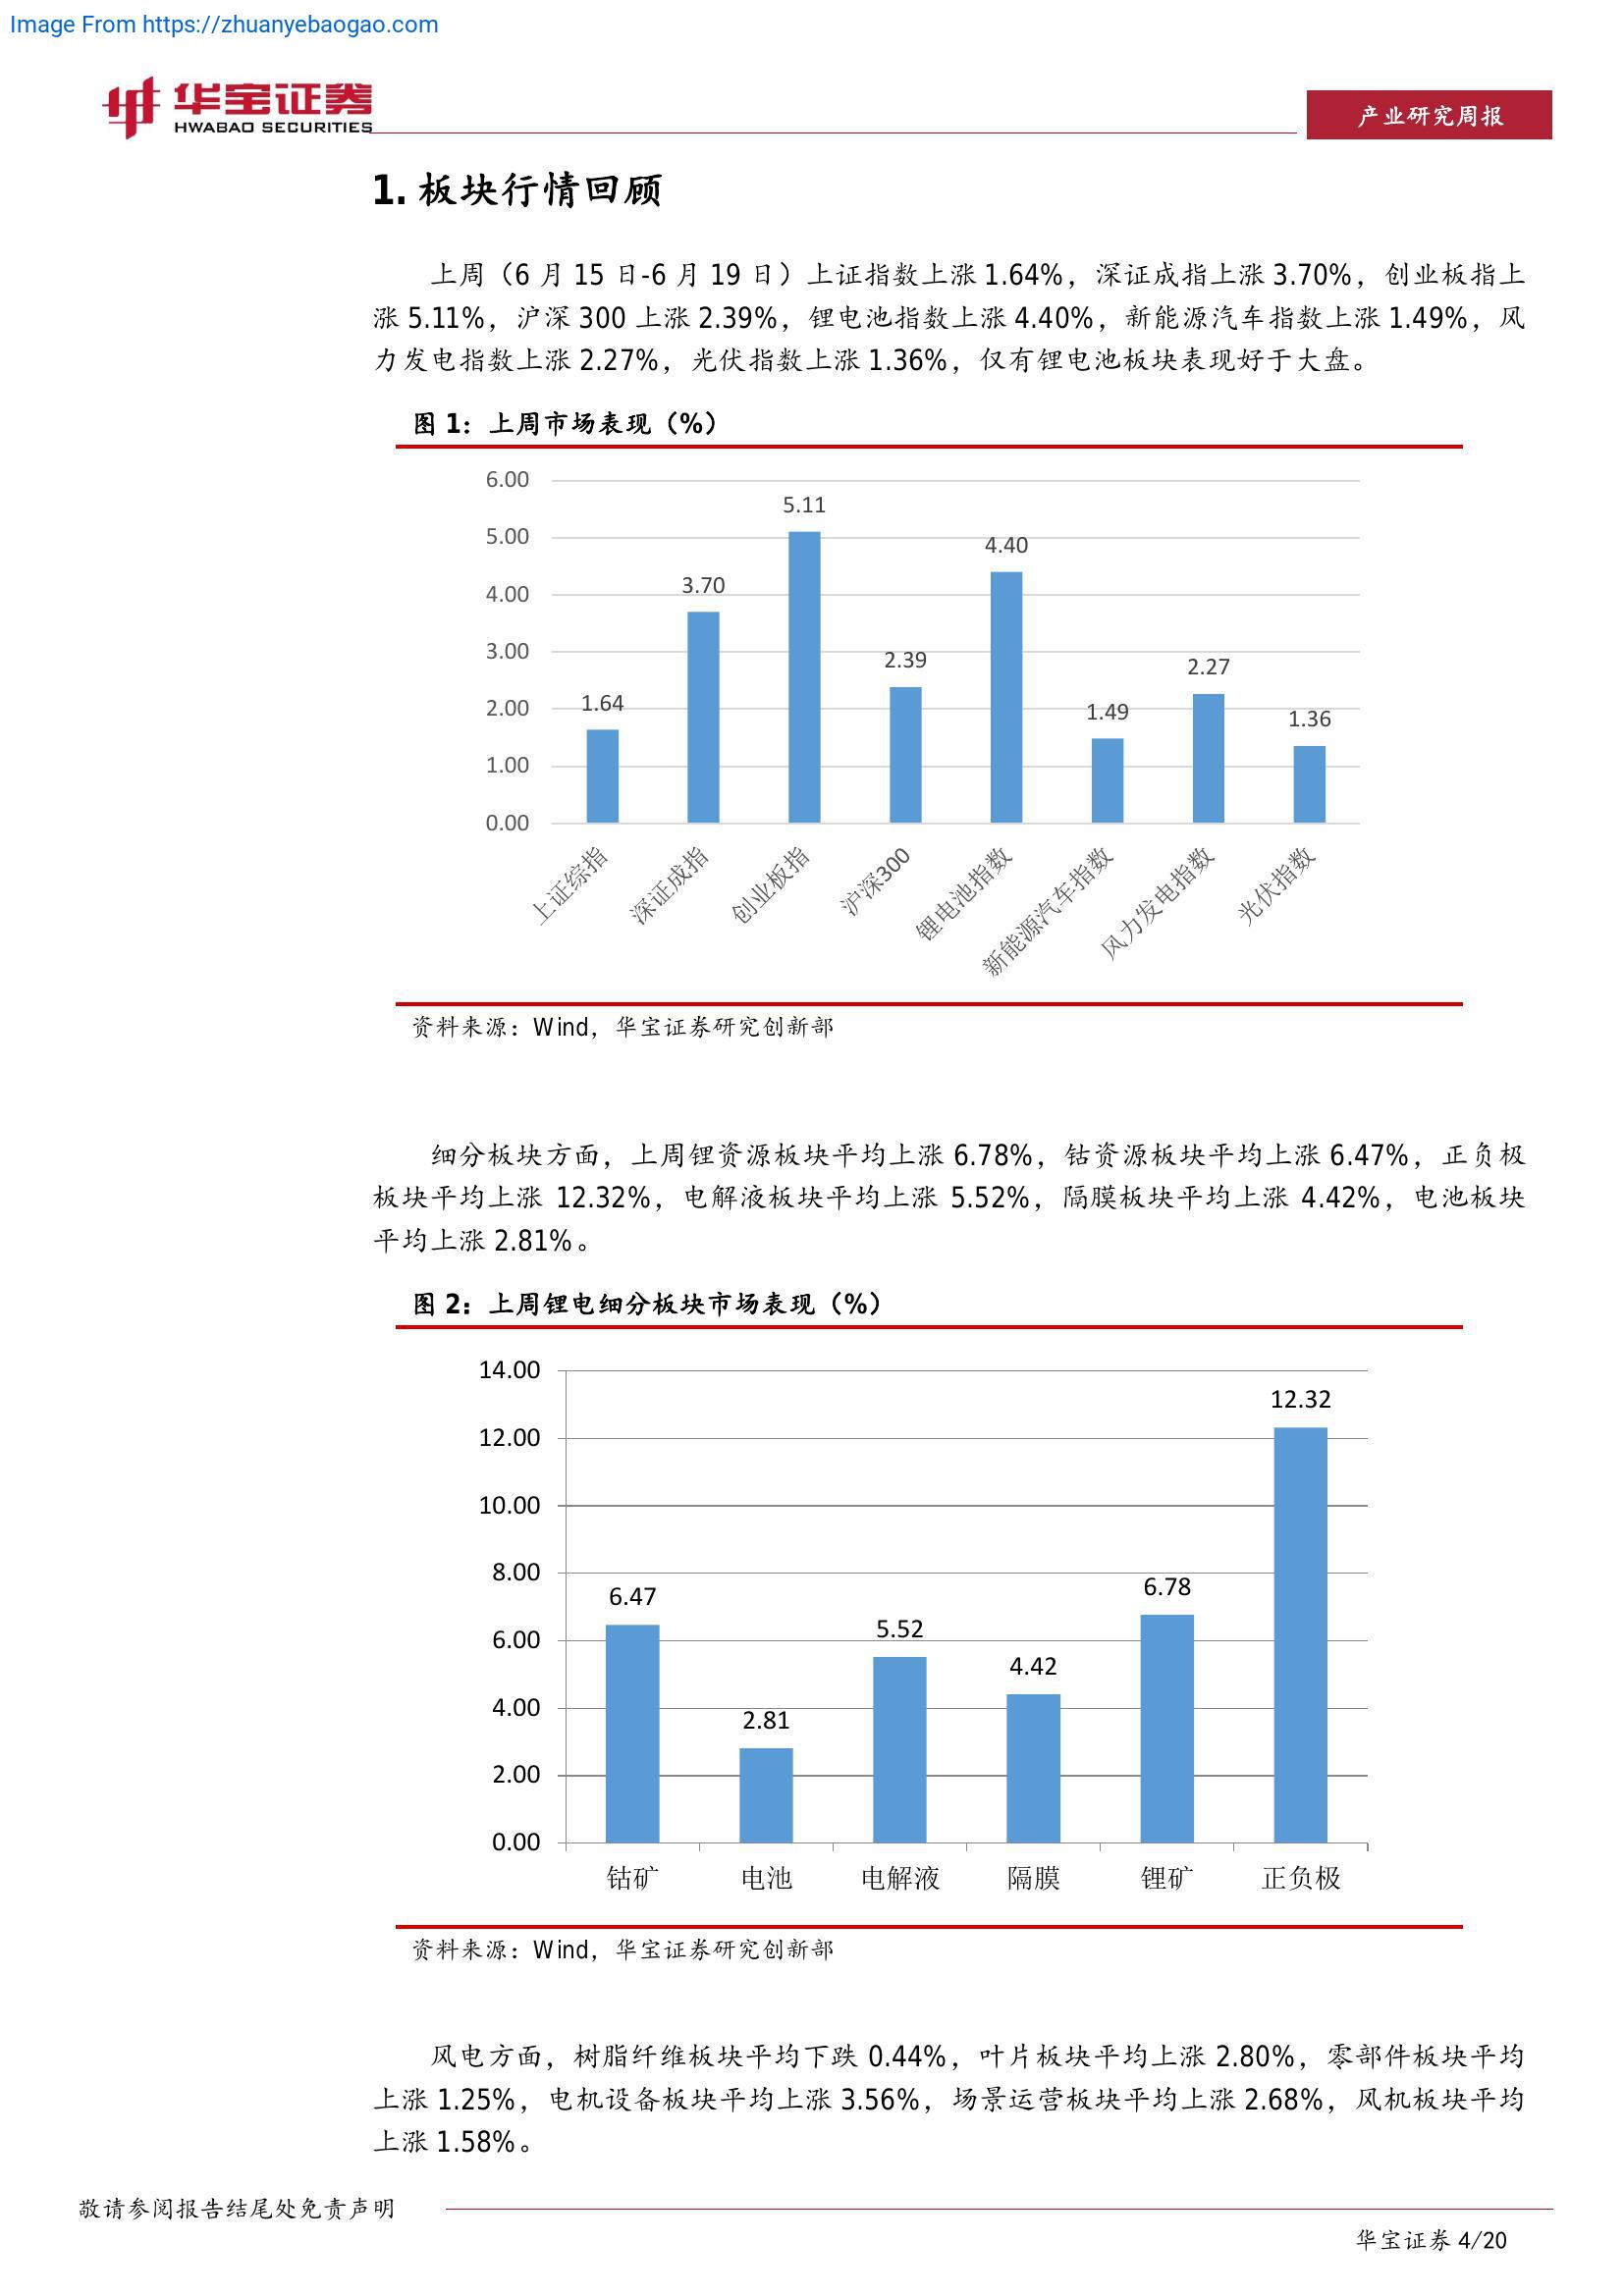 Image From https://zhuanyebaogao.com
华宝证券
HWABAO SECURITIES
产业研究周报
1. 板块行情回顾
上周（6 月 15 日-6 月 19 日）上证指数上涨 1.64%，深证成指上涨 3.70%，创业板指上
涨 5.11%，沪深 300 上涨 2.39%，锂电池指数上涨 4.40%，新能源汽车指数上涨 1.49%，风
力发电指数上涨 2.27%，光伏指数上涨 1.36%，仅有锂电池板块表现好于大盘。
图 1：上周市场表现（%）
6.00
5.00
4.00
3.00
2.00
1.00
0.00
1.64
3.70
5.11
2.39
4.40
1.49
2.27
1.36
上证综指
深证成指
创业板指
沪深300
锂电池指数
新能源汽车指数
风力发电指数
光伏指数
资料来源：Wind，华宝证券研究创新部
细分板块方面，上周锂资源板块平均上涨 6.78%，钴资源板块平均上涨 6.47%，正负极
板块平均上涨 12.32%，电解液板块平均上涨 5.52%，隔膜板块平均上涨 4.42%，电池板块
平均上涨 2.81%。
图 2：上周锂电细分板块市场表现（%）
14.00
12.00
10.00
8.00
6.00
4.00
2.00
0.00
6.47
2.81
5.52
4.42
6.78
12.32
钴矿
电池
电解液
隔膜
锂矿
正负极
资料来源：Wind，华宝证券研究创新部
风电方面，树脂纤维板块平均下跌 0.44%，叶片板块平均上涨 2.80%，零部件板块平均
上涨 1.25%，电机设备板块平均上涨 3.56%，场景运营板块平均上涨 2.68%，风机板块平均
上涨 1.58%。
敬请参阅报告结尾处免责声明
华宝证券 4/20